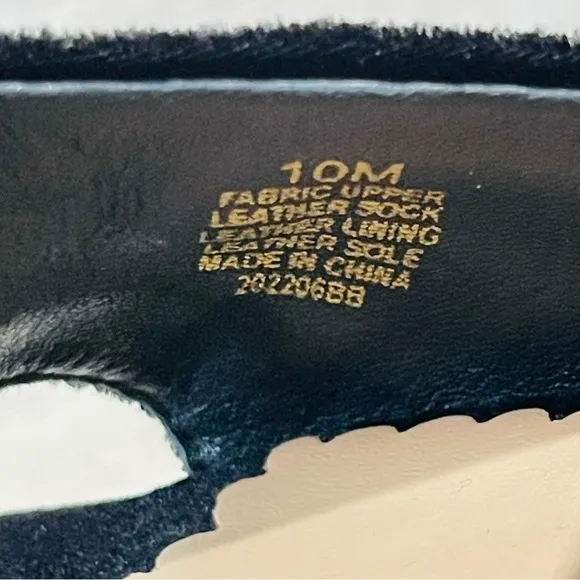 10M
FABRIC UPPER
LEATHER SOCK
LEATHER LINING
LEATHER SOLE
MADE IN CHINA
202206BB